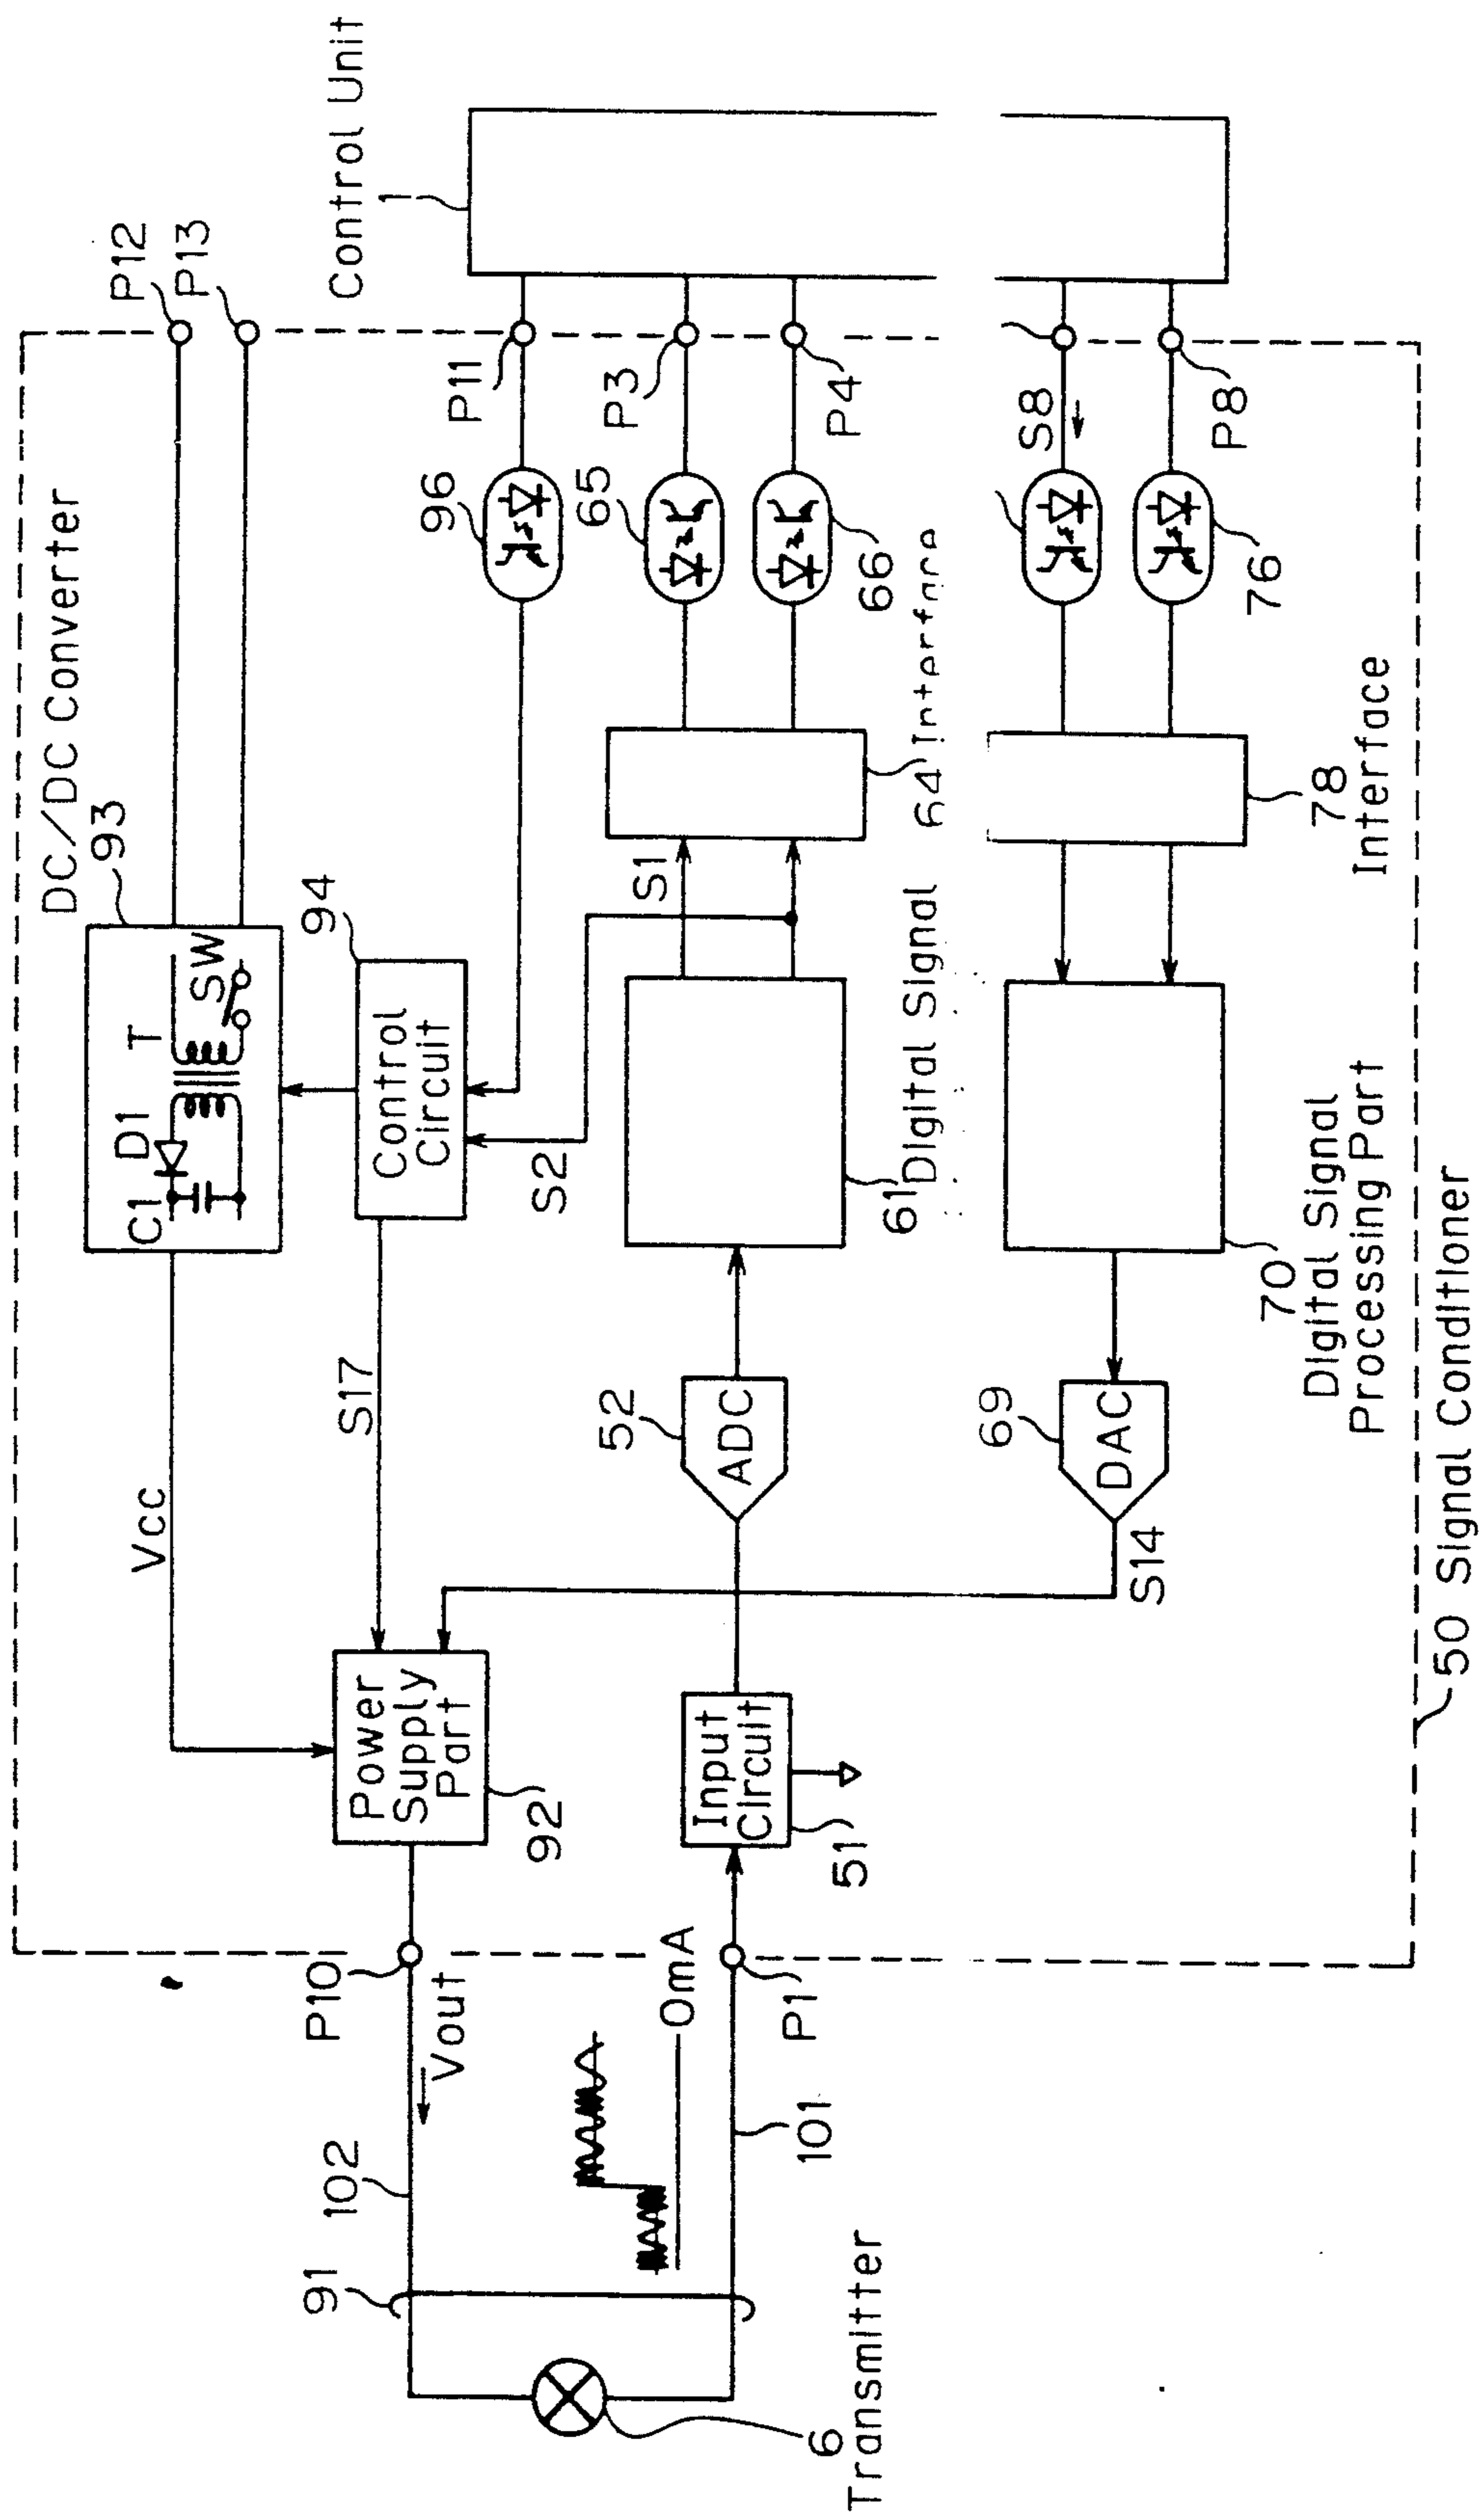 DC/DC Converter
93
P12
P13
Control Unit
1
C1
D1
T
SW
Vcc
94
Control
Circuit
S17
96
P11
S2
S1
65
P3
P4
66
64 Interface
61
Digital Signal
52
ADC
Power
Supply
Part
92
P10
Vout
102
91
0mA
Input
Circuit
51
P1
101
6
Transmitter
S8
P8
76
78
Interface
69
DAC
S14
70
Digital Signal
Processing Part
50 Signal Conditioner